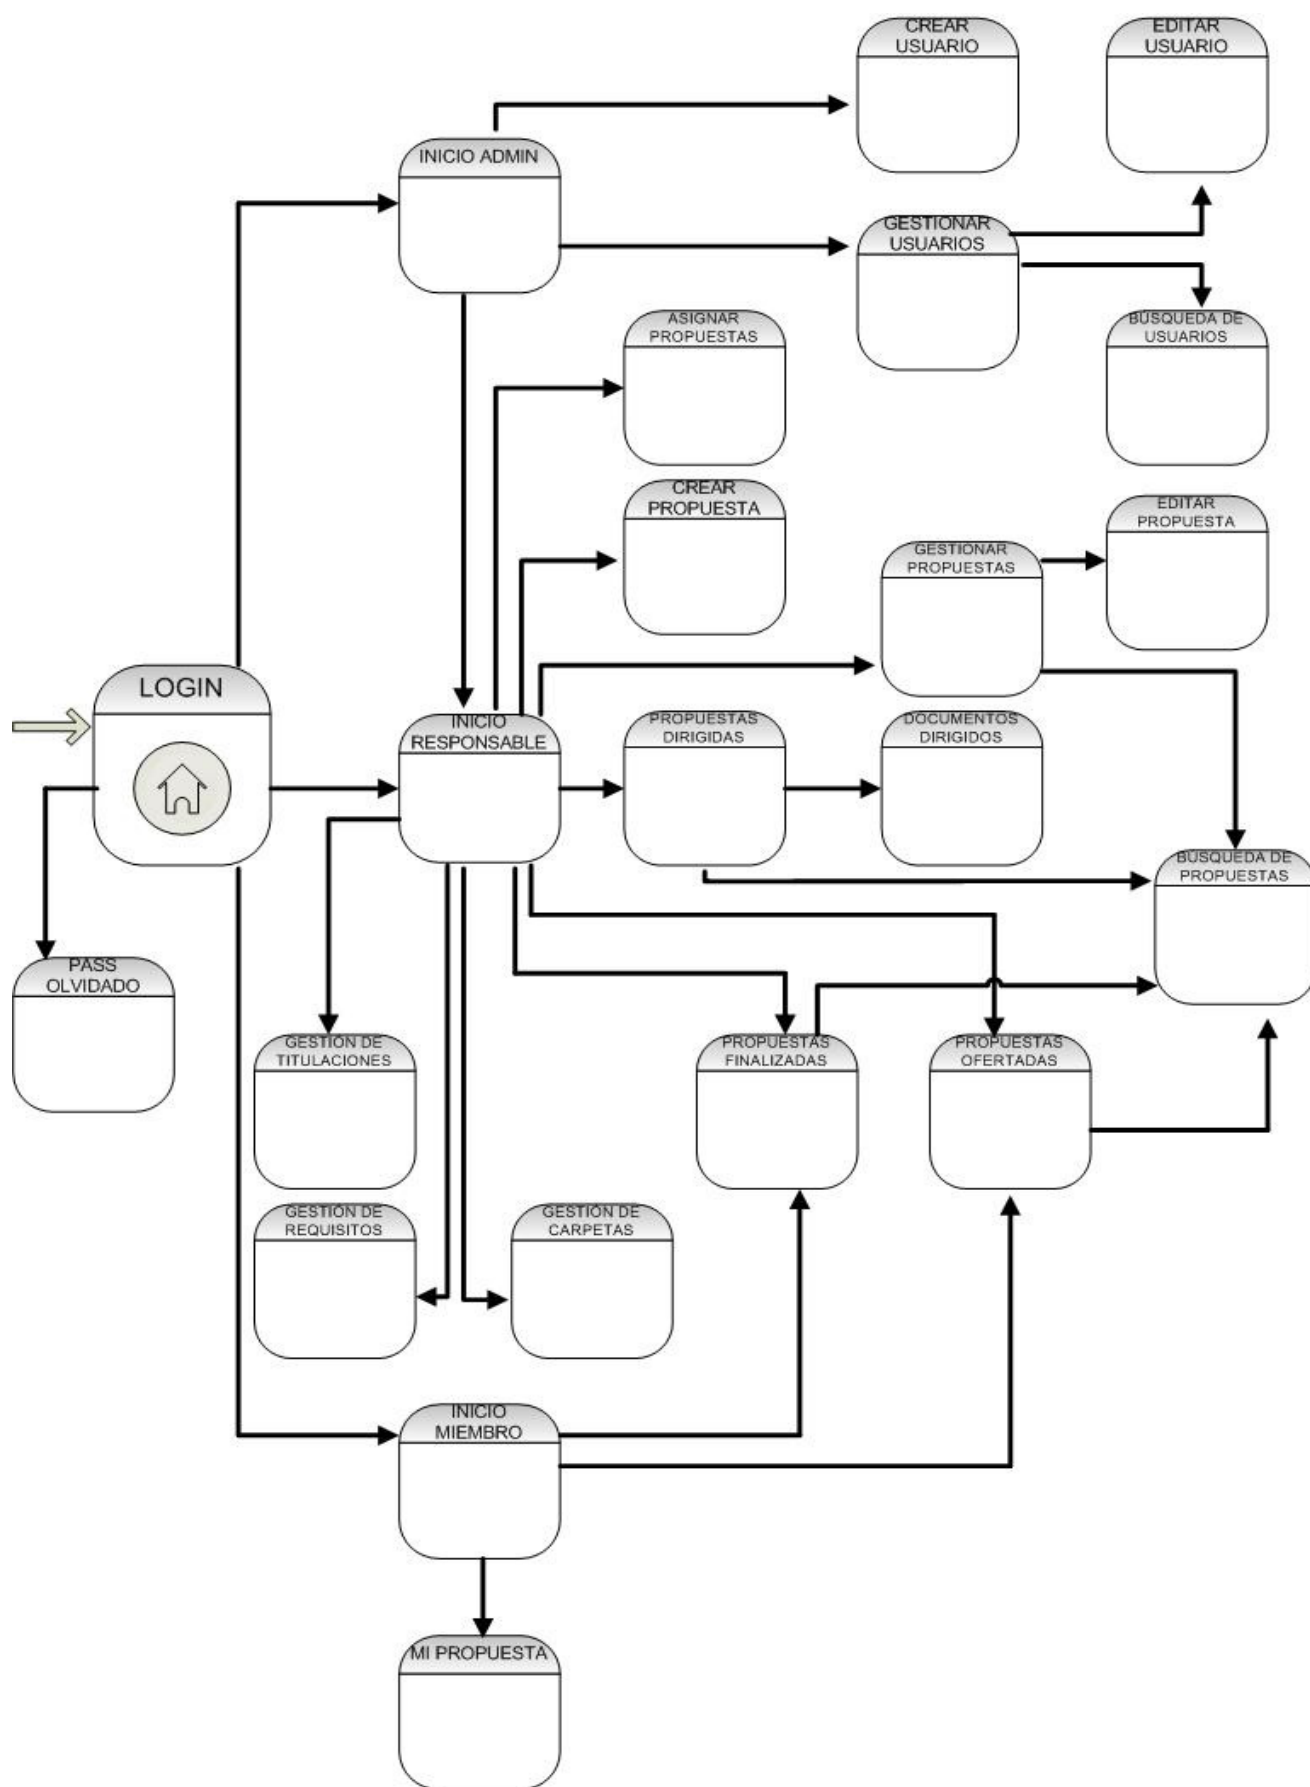 CREAR
USUARIO
EDITAR
USUARIO
INICIO ADMIN
GESTIONAR
USUARIOS
ASIGNAR
PROPUESTAS
BÚSQUEDA DE
USUARIOS
CREAR
PROPUESTA
EDITAR
PROPUESTA
GESTIONAR
PROPUESTAS
LOGIN
INICIO
RESPONSABLE
PROPUESTAS
DIRIGIDAS
DOCUMENTOS
DIRIGIDOS
BÚSQUEDA DE
PROPUESTAS
PASS
OLVIDADO
GESTIÓN DE
TITULACIONES
PROPUESTAS
FINALIZADAS
PROPUESTAS
OFERTADAS
GESTIÓN DE
REQUISITOS
GESTIÓN DE
CARPETAS
INICIO
MIEMBRO
MI PROPUESTA